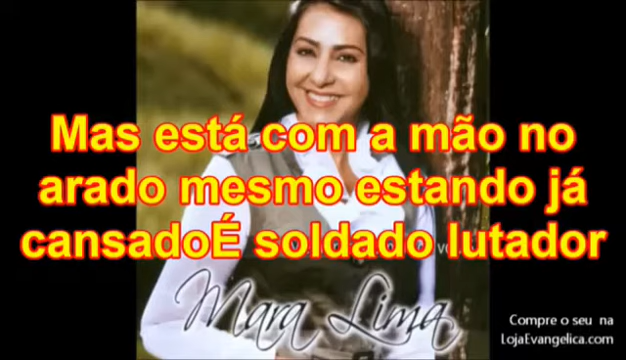 Mas está com a mão no
arado mesmo estando já
cansadoÉ soldado lutador
Mara Lima
Compre o seu na
LojaEvangelica.com